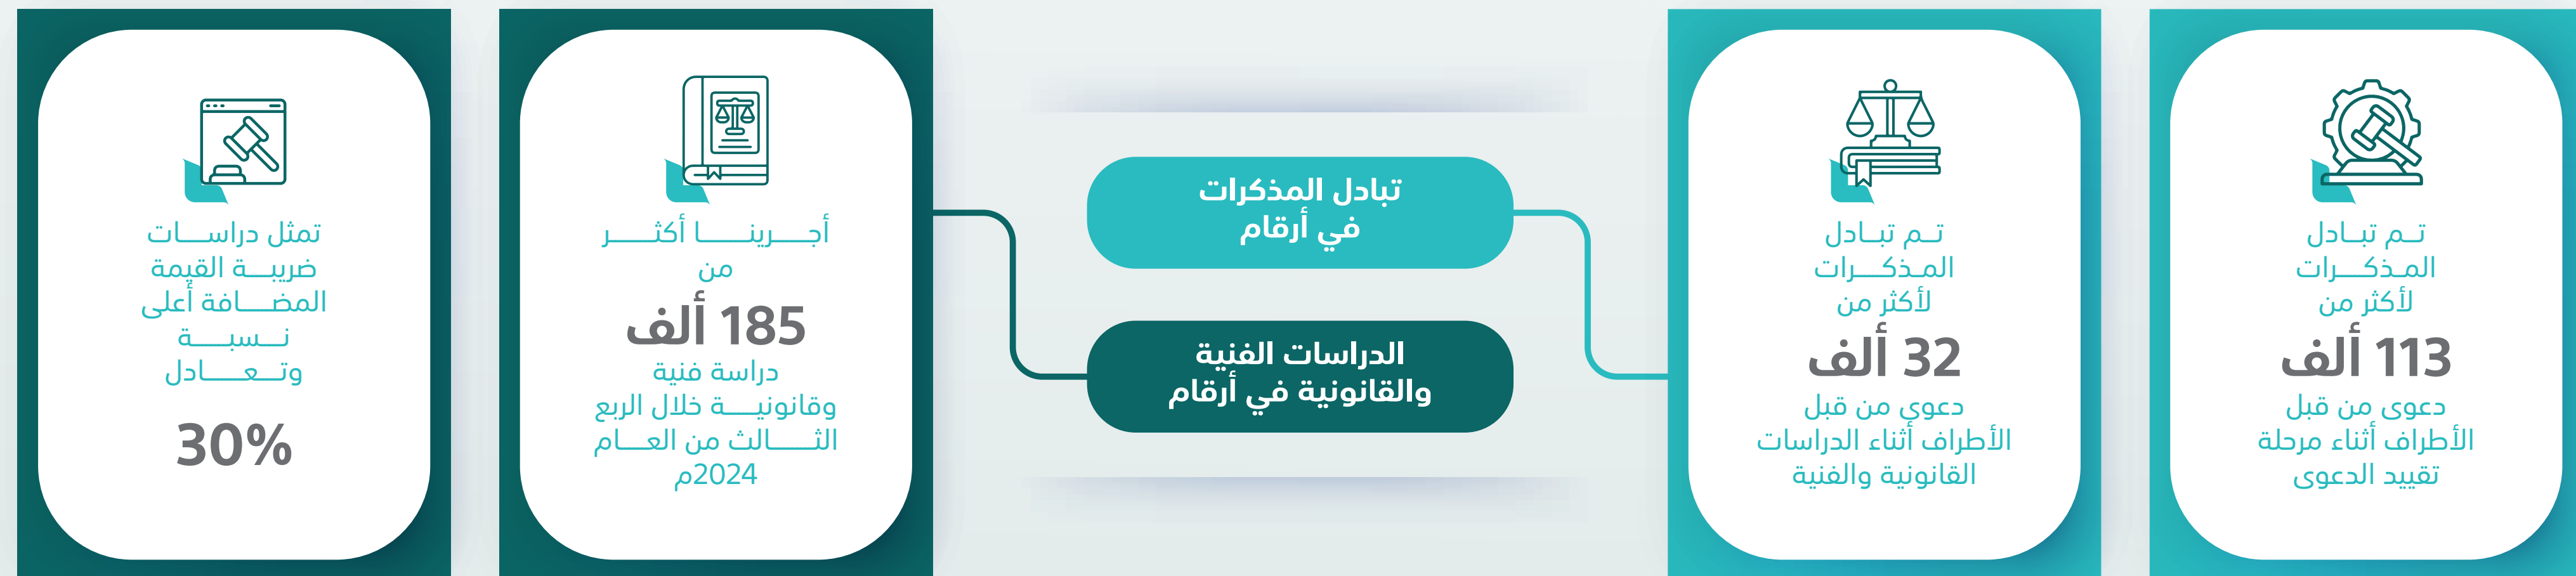 تم تبادل
المذكرات
لأكثر من
113 ألف
دعوى من قبل
الأطراف أثناء مرحلة
تقييد الدعوى
تم تبادل
المذكرات
لأكثر من
32 ألف
دعوى من قبل
الأطراف أثناء الدراسات
القانونية والفنية
تبادل المذكرات
في أرقام
الدراسات الفنية
والقانونية في أرقام
أجرينا أكثر
من
185 ألف
دراسة فنية
وقانونية خلال الربع
الثالث من العام
2024م
تمثل دراسات
ضريبة القيمة
المضافة أعلى
نسبة
وتعادل
30%